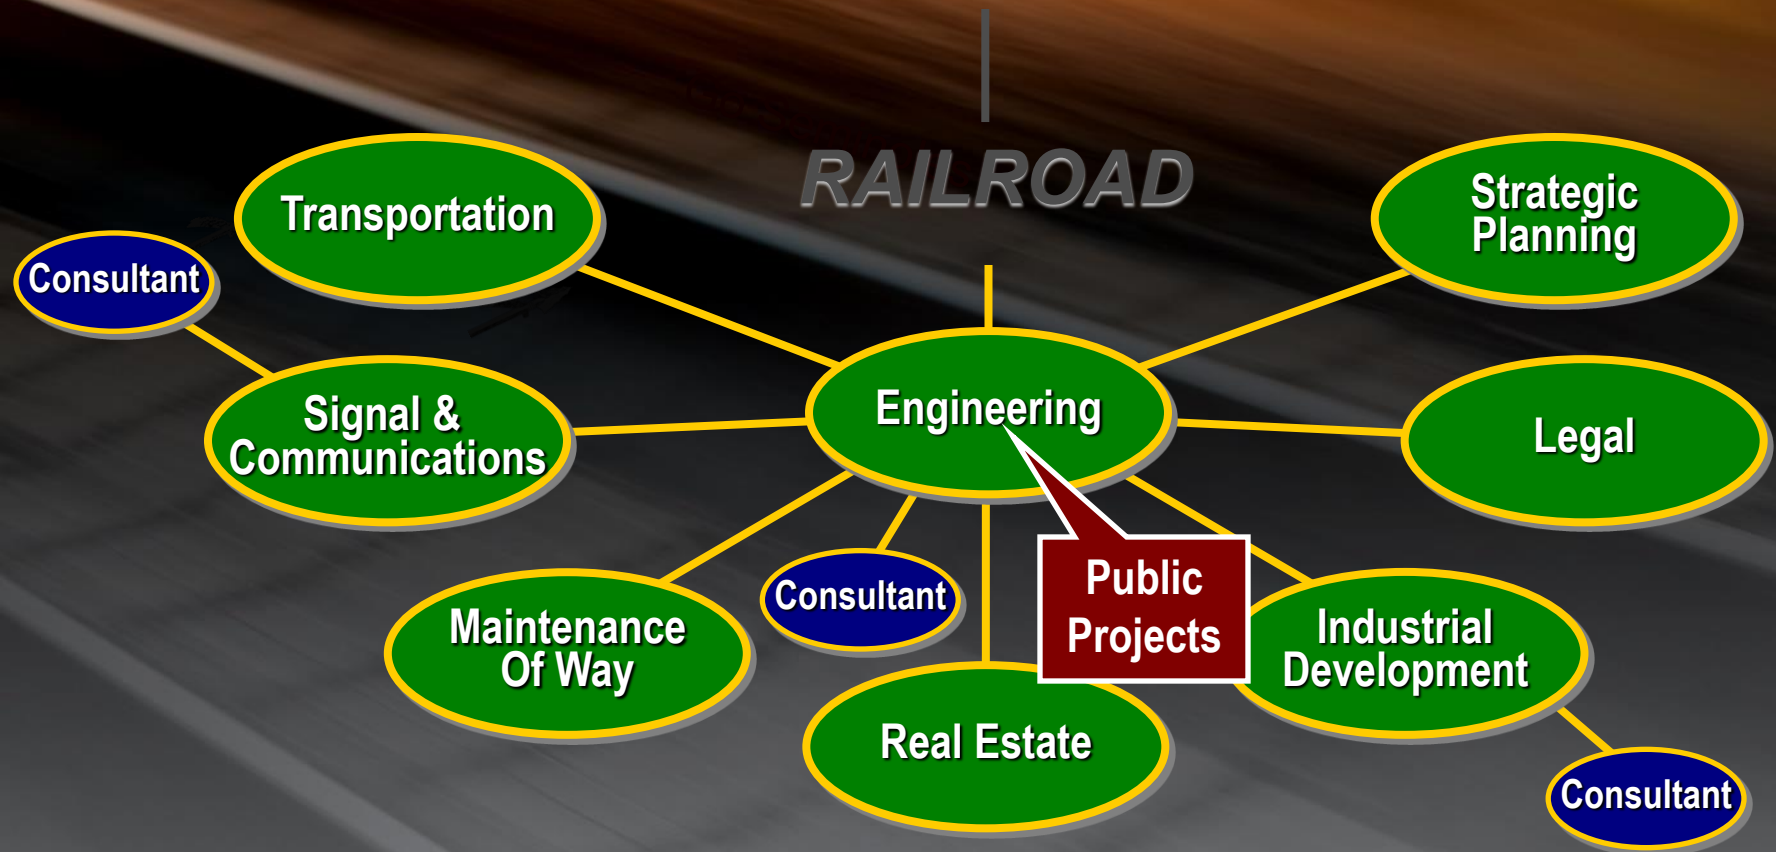 RAILROAD
Transportation
Strategic
Planning
Consultant
Signal &
Communications
Engineering
Legal
Public
Projects
Consultant
Maintenance
Of Way
Industrial
Development
Real Estate
Consultant